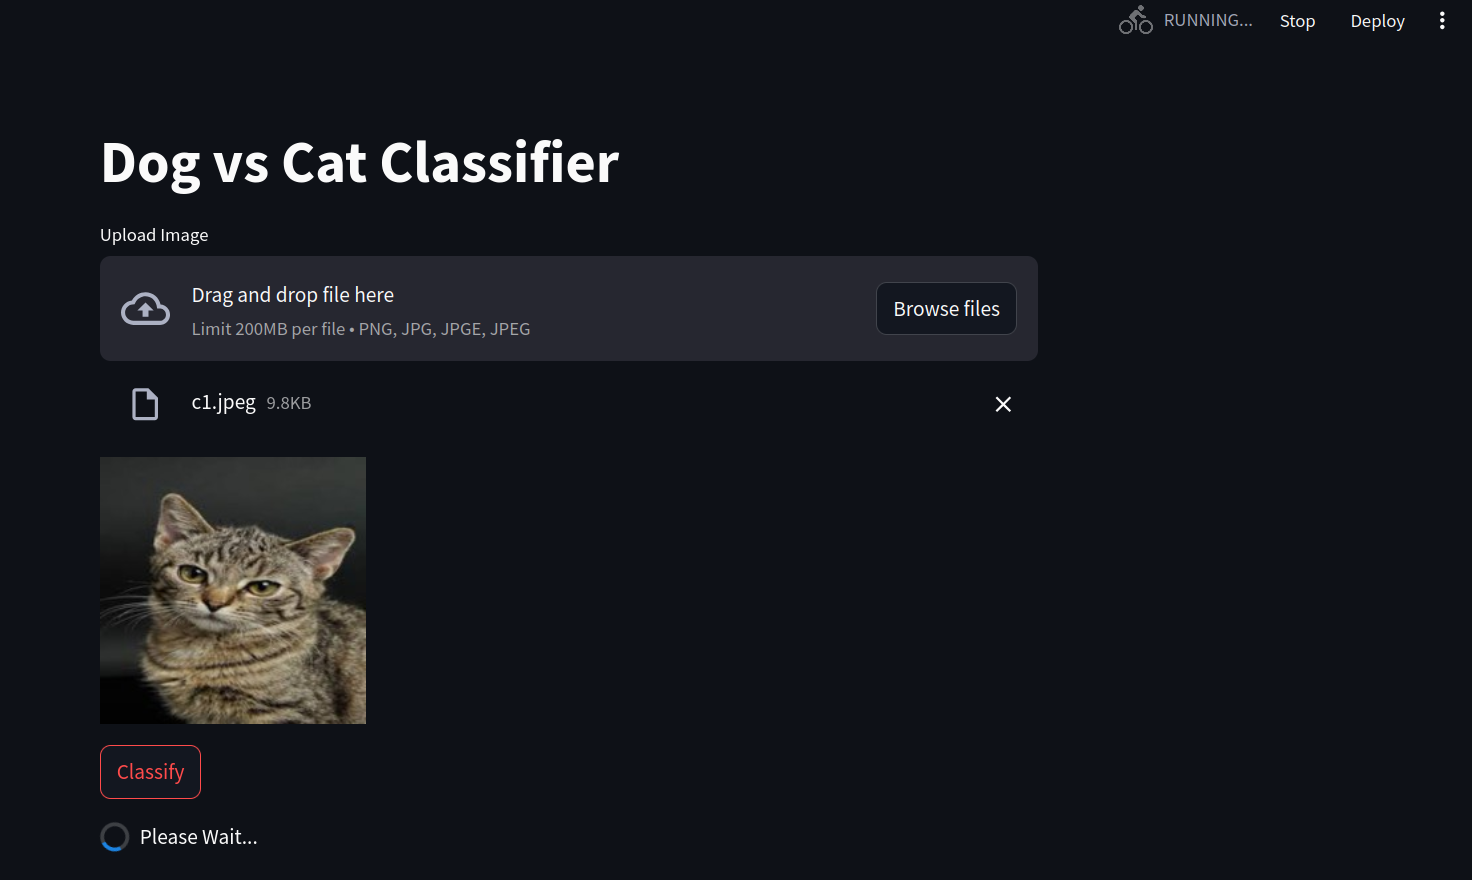 RUNNING... Stop Deploy
Dog vs Cat Classifier
Upload Image
Drag and drop file here
Limit 200MB per file • PNG, JPG, JPGE, JPEG
Browse files
c1.jpeg 9.8KB
Classify
Please Wait...